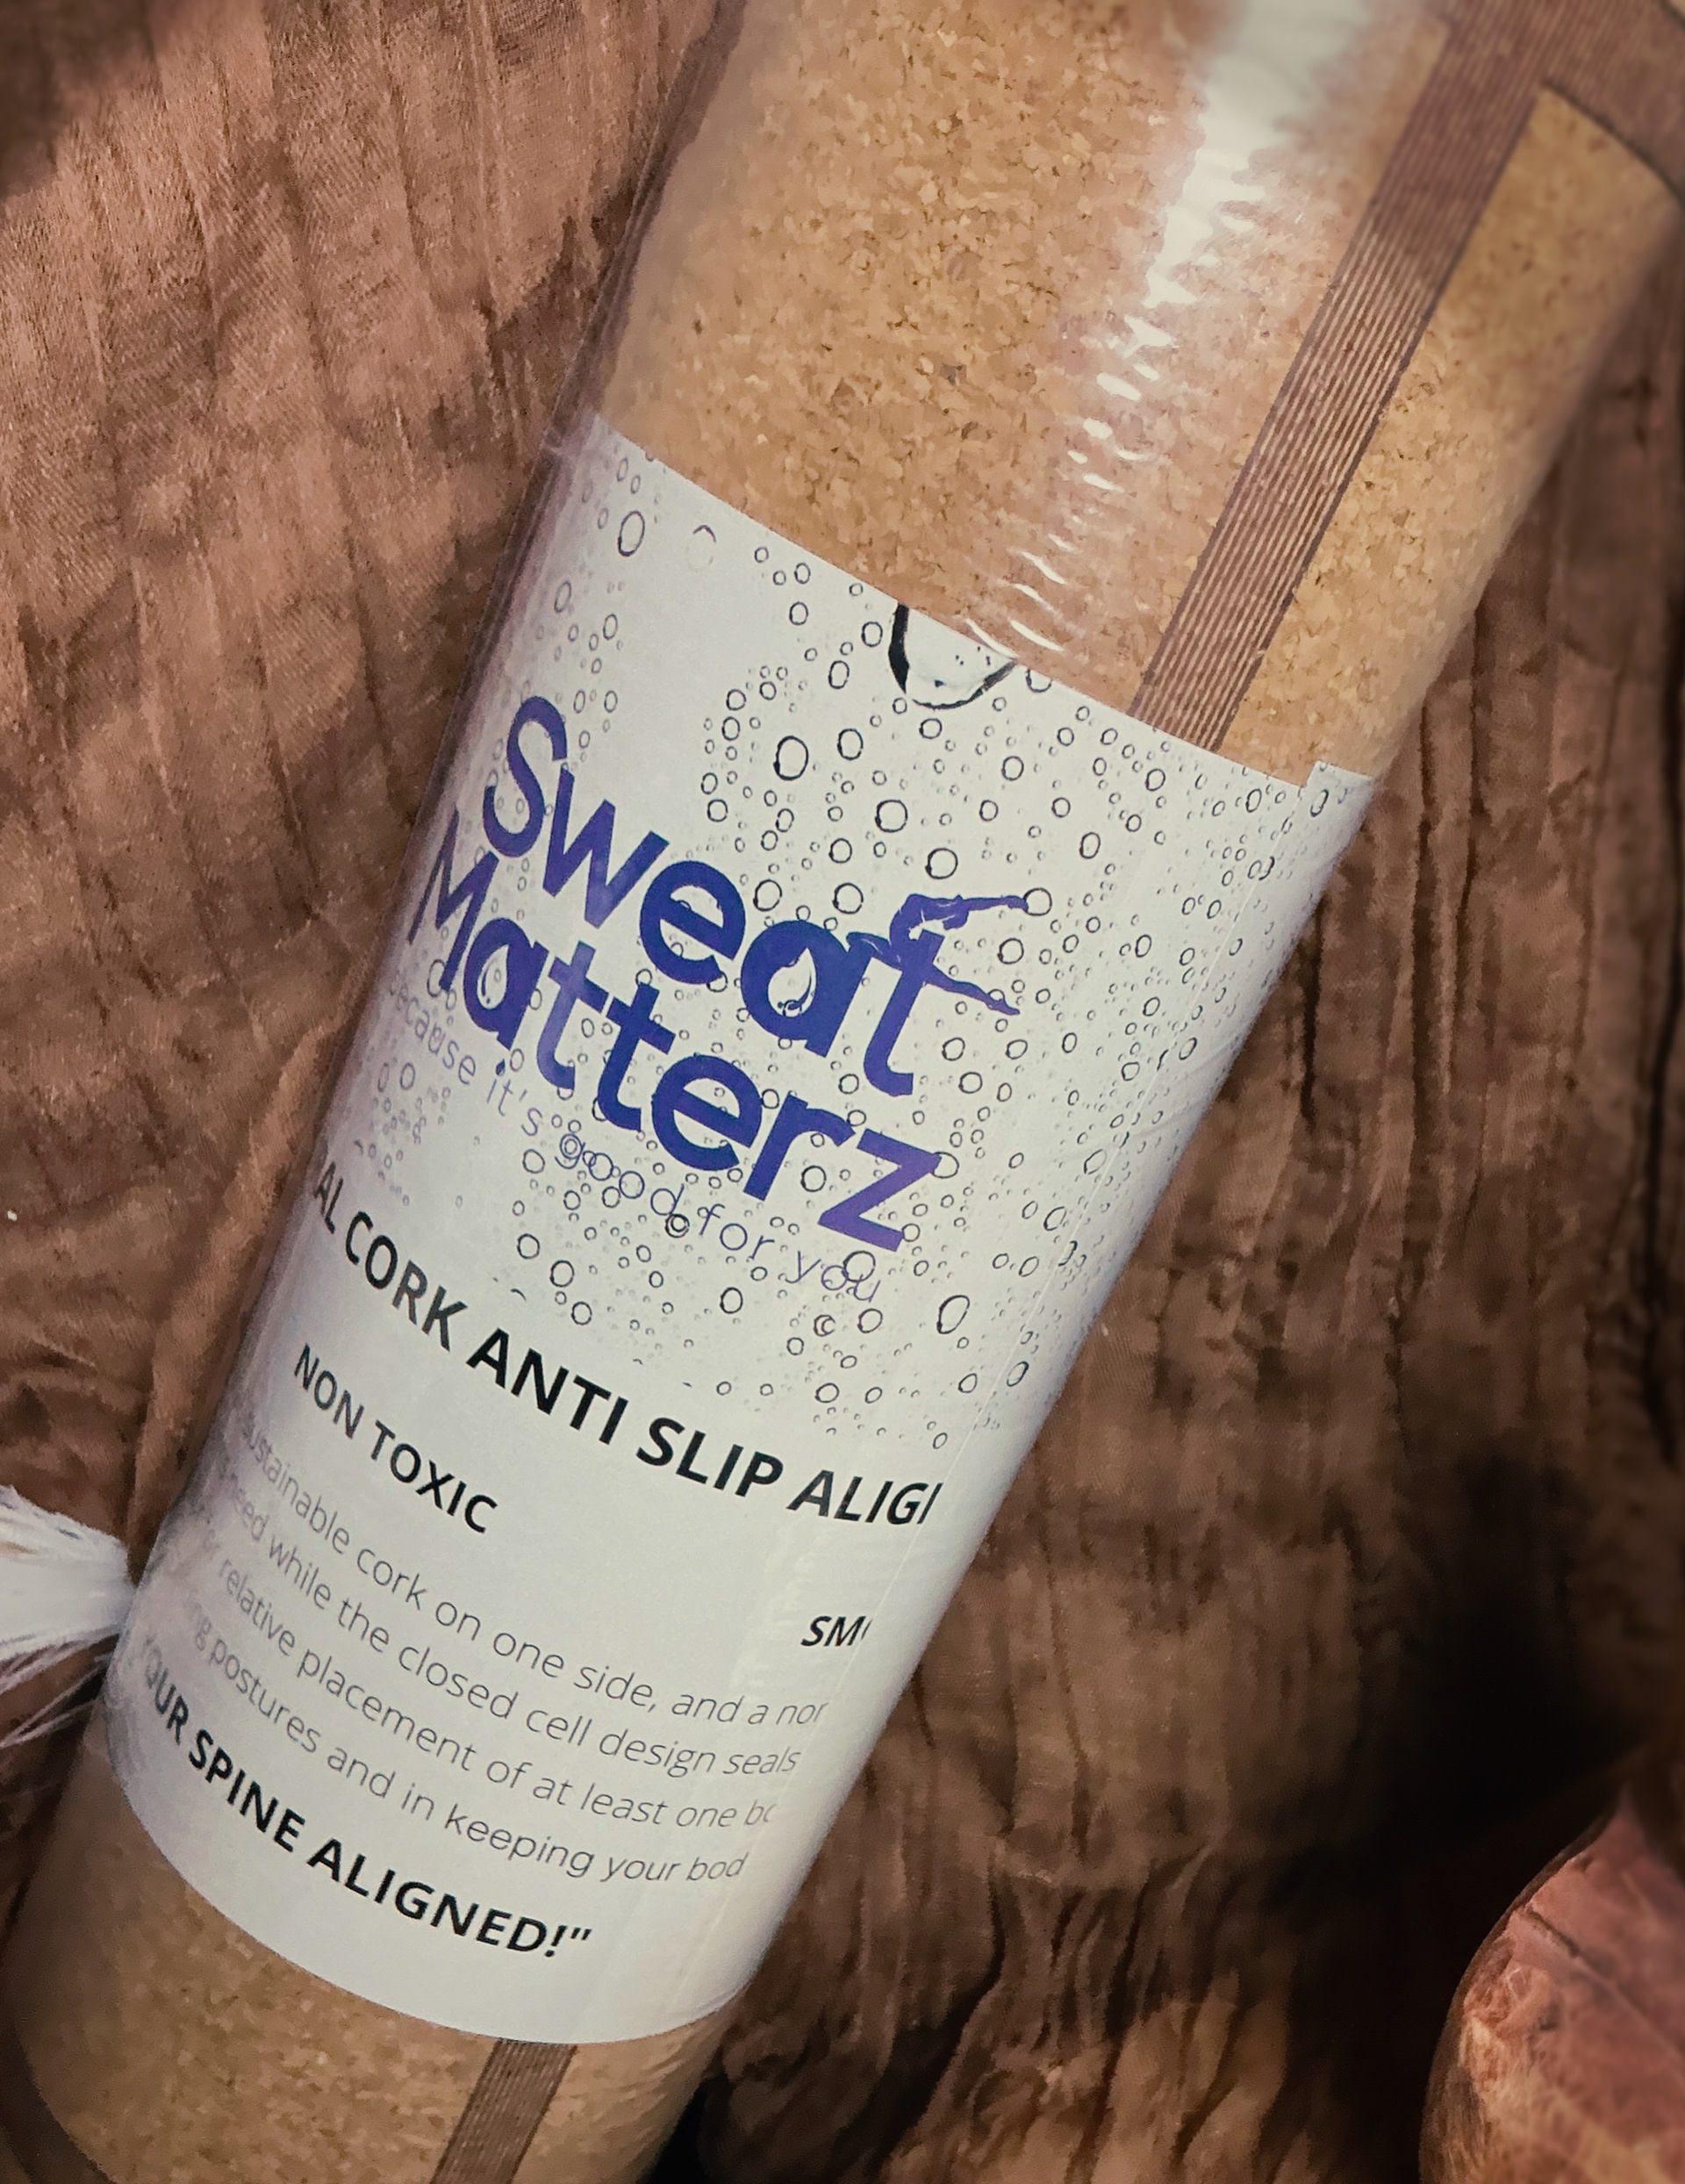 Sweat
Matterz
because it's good for you
AL CORK ANTI SLIP ALIG
NON TOXIC
SM
sustainable cork on one side, and a non
while the closed cell design seals
relative placement of at least one
postures and in keeping your bod
YOUR SPINE ALIGNED!"